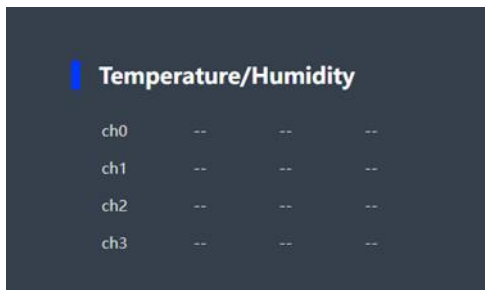 Temperature/Humidity
ch0 -- -- --
ch1 -- -- --
ch2 -- -- --
ch3 -- -- --